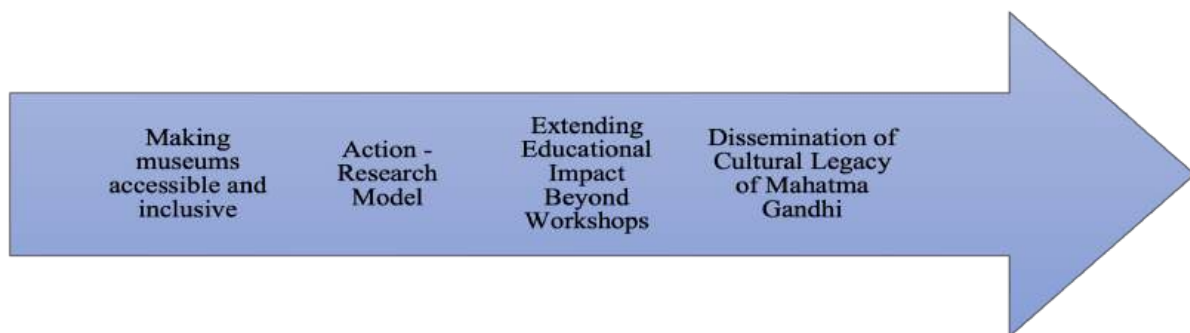 Making
museums
accessible and
inclusive
Action -
Research
Model
Extending
Educational
Impact
Beyond
Workshops
Dissemination of
Cultural Legacy
of Mahatma
Gandhi